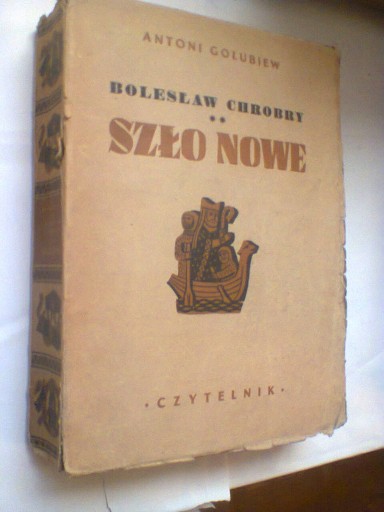 ANTONI GOŁUBIEW
BOLESŁAW CHROBRY
••
SZŁO NOWE
• CZYTELNIK •